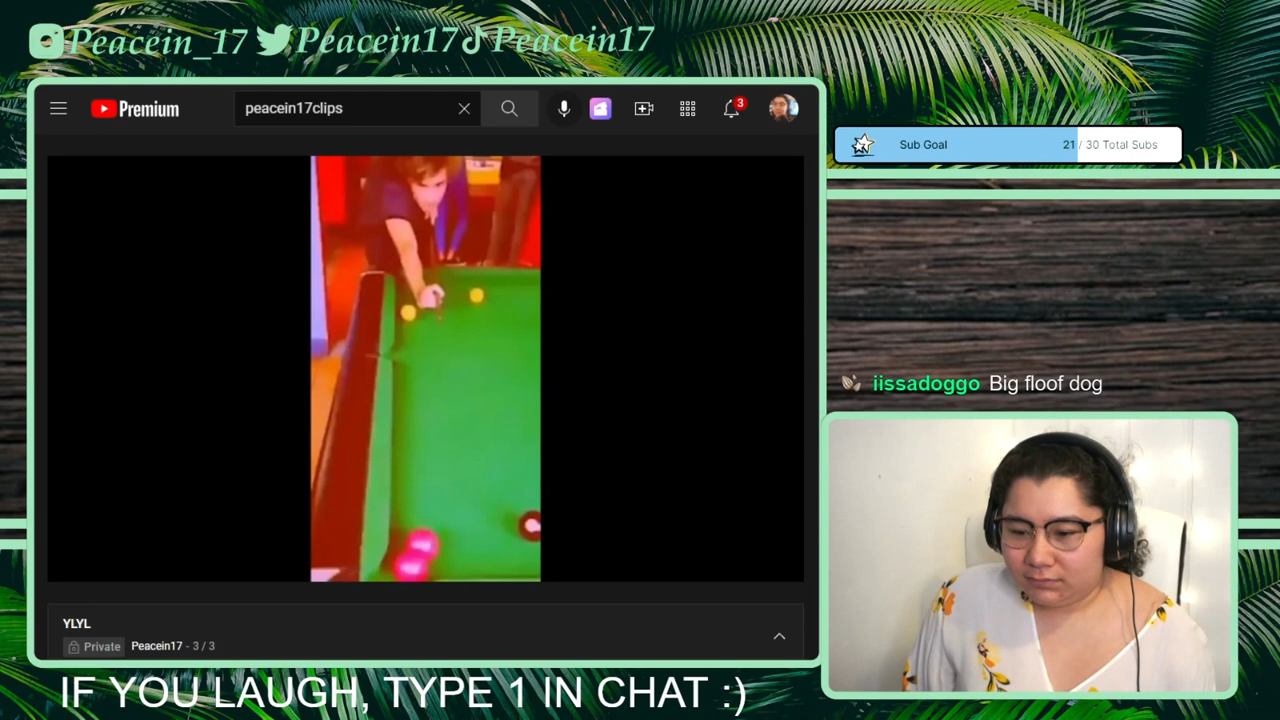 Peacein_17 Peacein17 Peacein17
Premium
peacein17clips
3
Sub Goal
21 / 30 Total Subs
iissadoggo Big floof dog
YLYL
Private Peacein17 - 3 / 3
IF YOU LAUGH, TYPE 1 IN CHAT :)